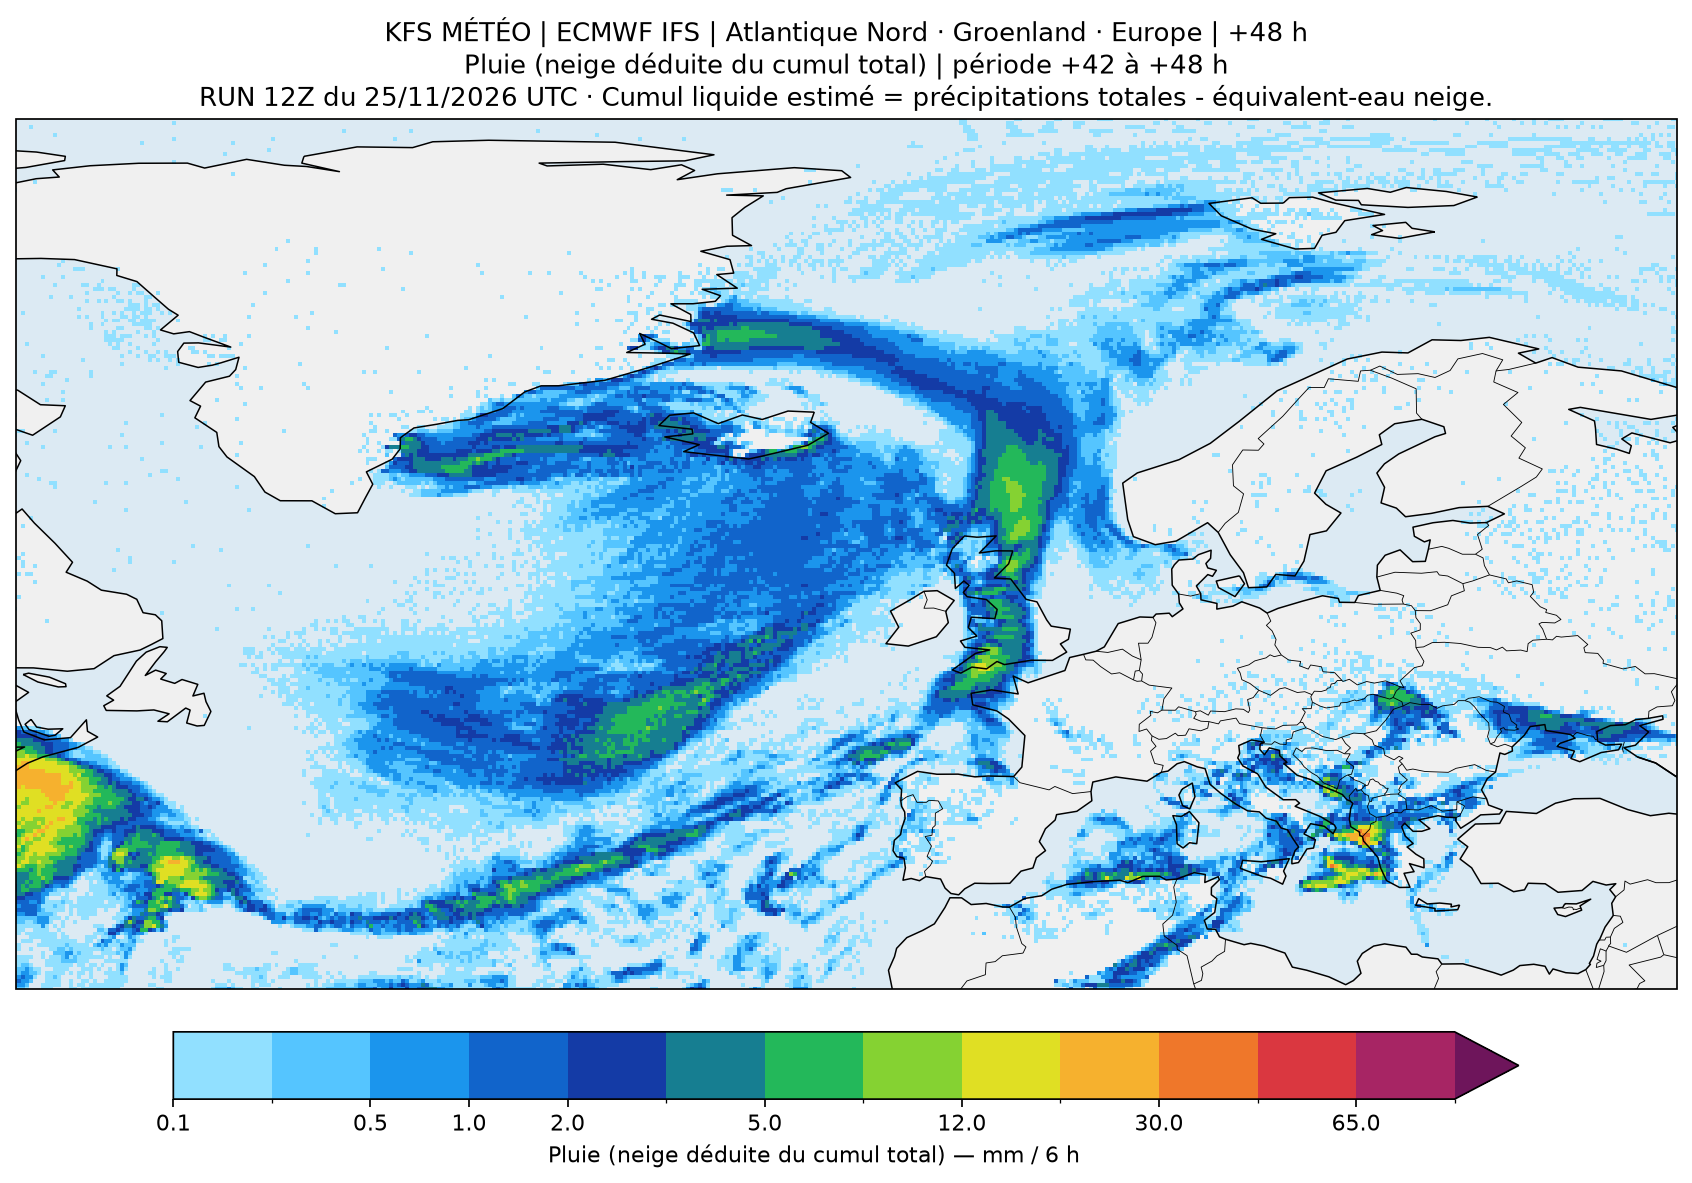 KFS MÉTÉO | ECMWF IFS | Atlantique Nord · Groenland · Europe | +48 h
Pluie (neige déduite du cumul total) | période +42 à +48 h
RUN 12Z du 25/11/2026 UTC · Cumul liquide estimé = précipitations totales - équivalent-eau neige.
0.1 0.5 1.0 2.0 5.0 12.0 30.0 65.0
Pluie (neige déduite du cumul total) — mm / 6 h